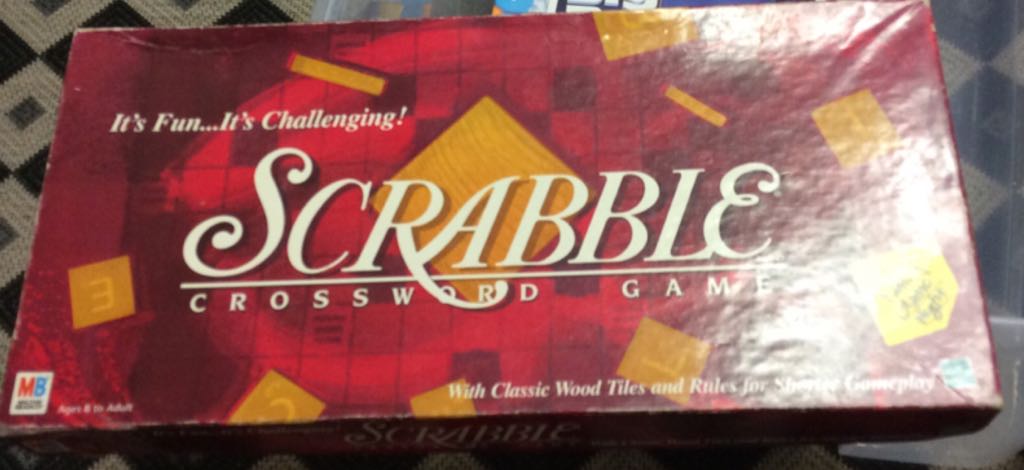 It's Fun...It's Challenging!
SCRABBLE
CROSSWORD GAME
With Classic Wood Tiles and Rules for Shorter Gameplay
MB
Ages 8 to Adult
SCRABBLE